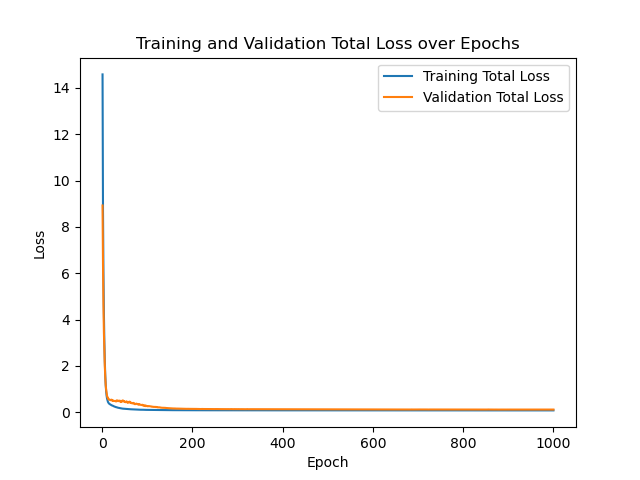 Training and Validation Total Loss over Epochs
Training Total Loss
Validation Total Loss
14
12
10
8
6
4
2
0
Loss
0 200 400 600 800 1000
Epoch